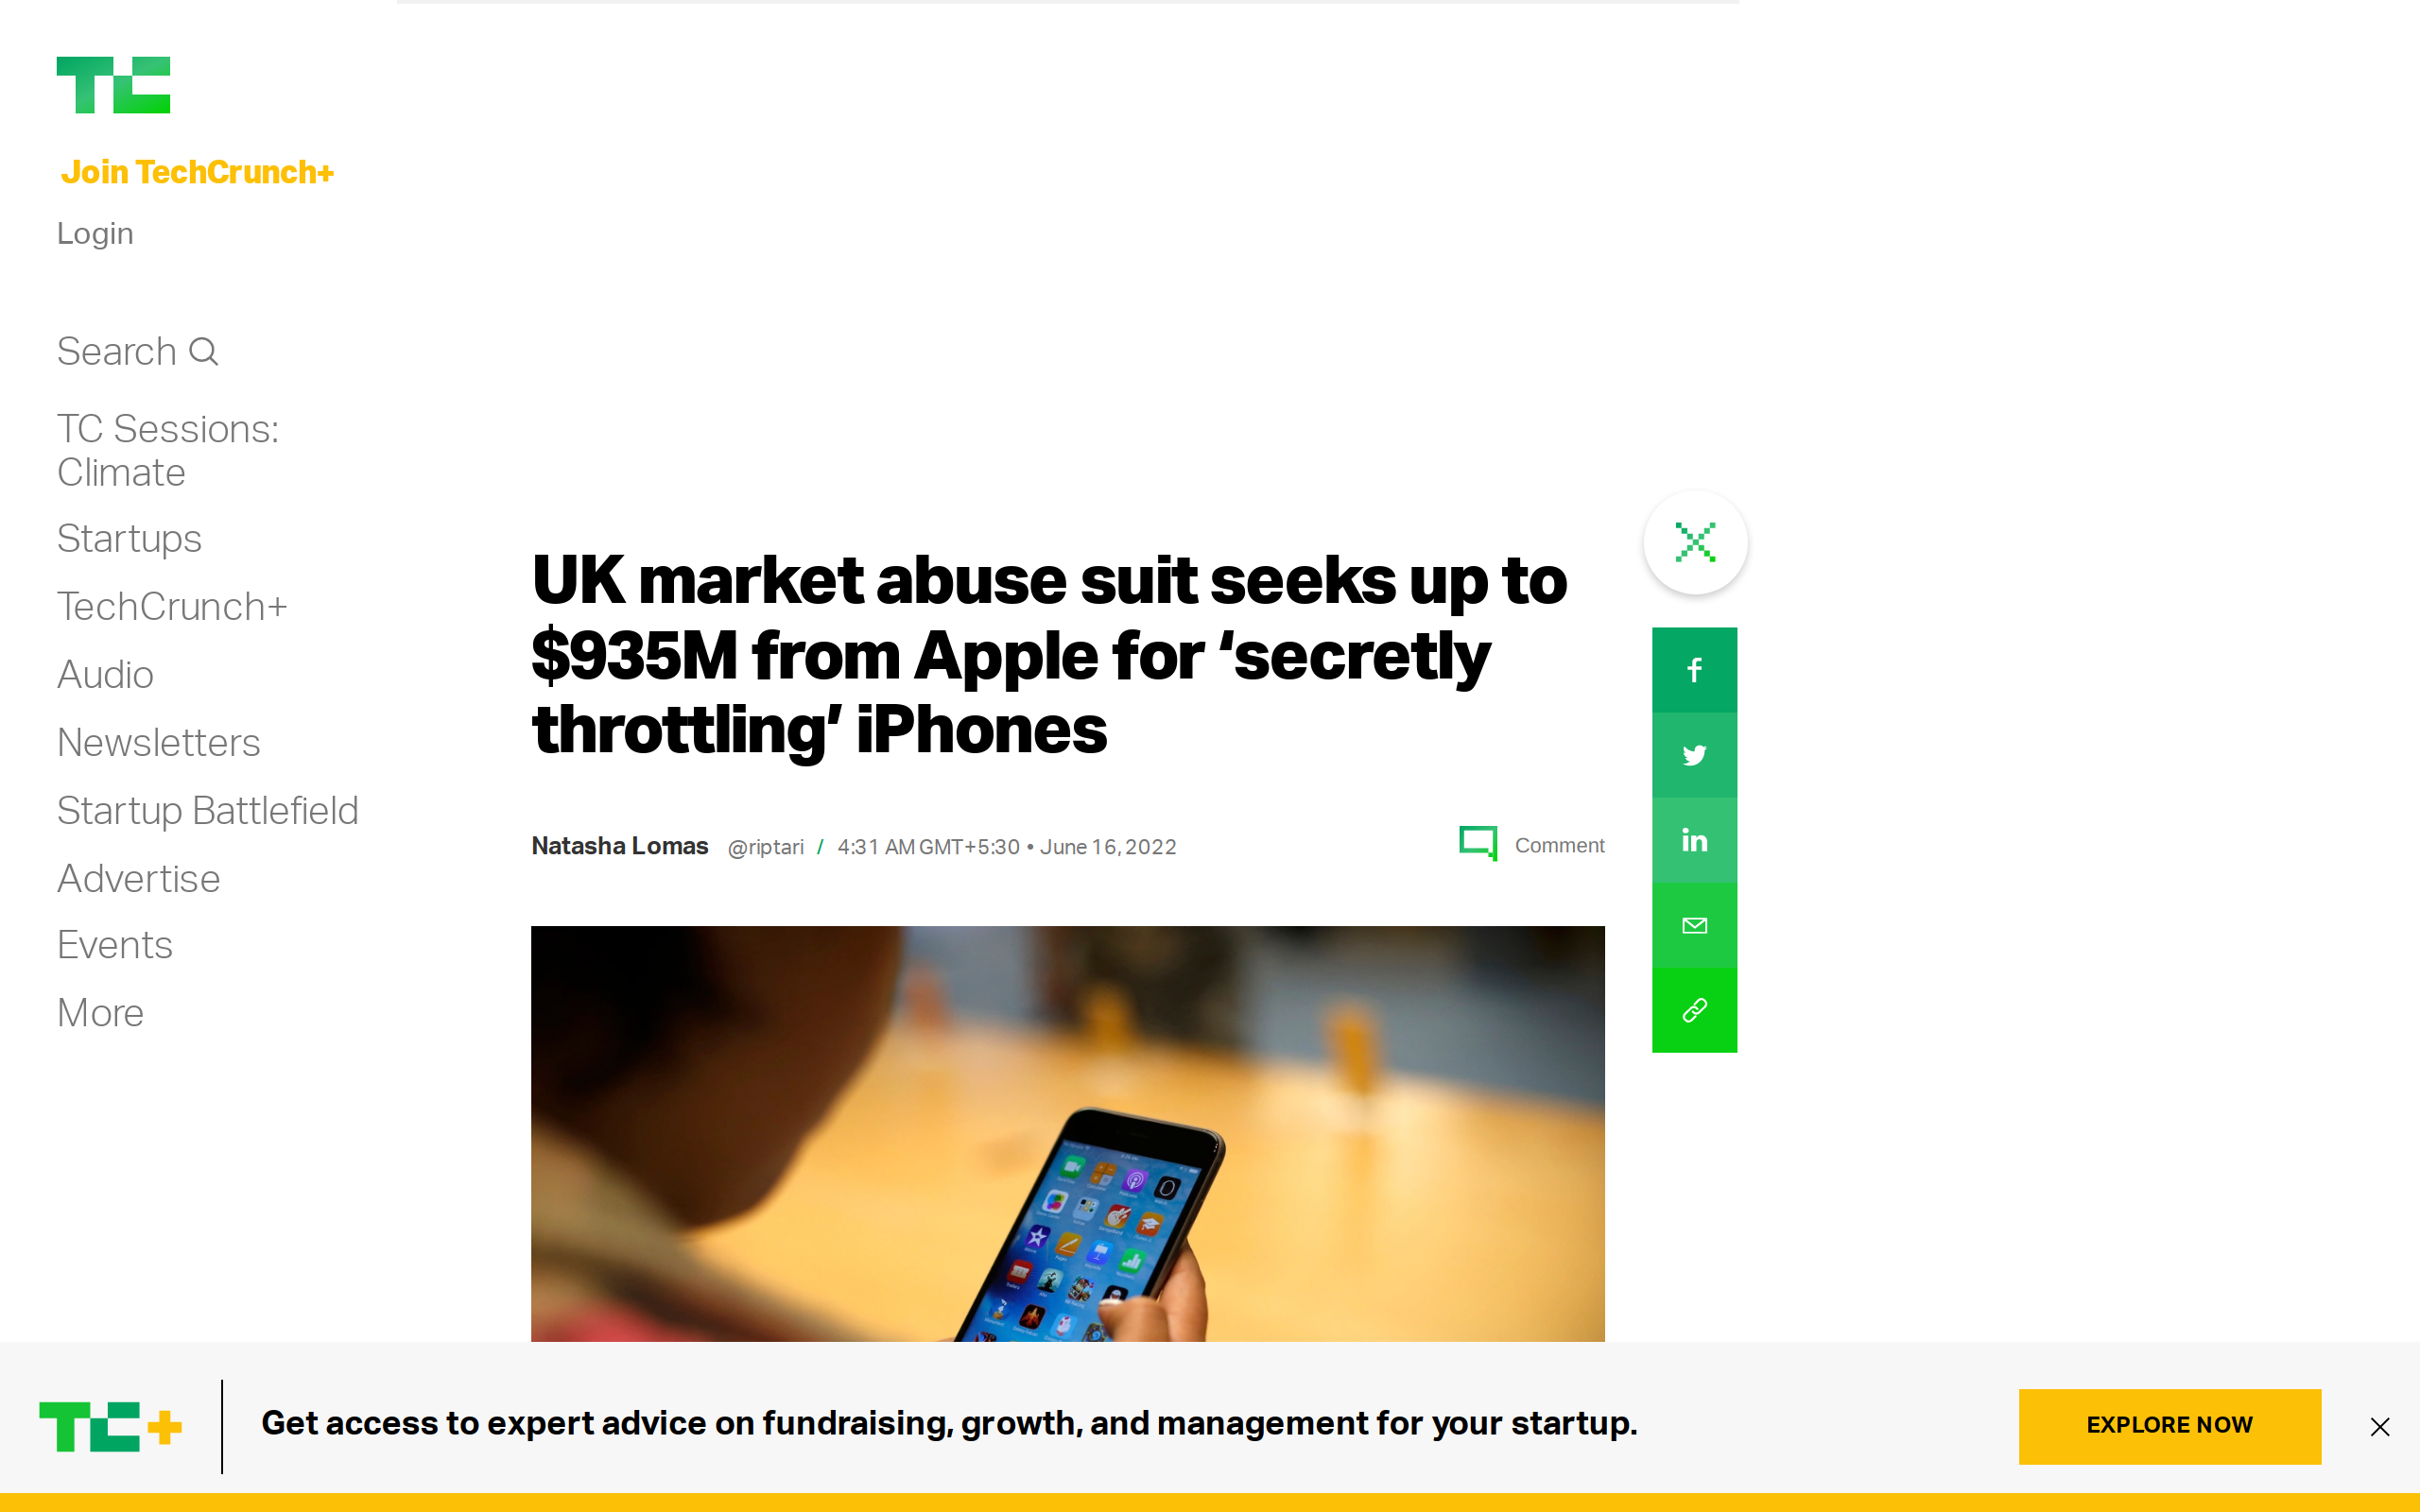 TC
Join TechCrunch+
Login
Search
TC Sessions:
Climate
Startups
TechCrunch+
Audio
Newsletters
Startup Battlefield
Advertise
Events
More
UK market abuse suit seeks up to
$935M from Apple for ‘secretly
throttling’ iPhones
Natasha Lomas @riptari / 4:31 AM GMT+5:30 • June 16, 2022
Comment
TC+
Get access to expert advice on fundraising, growth, and management for your startup.
EXPLORE NOW